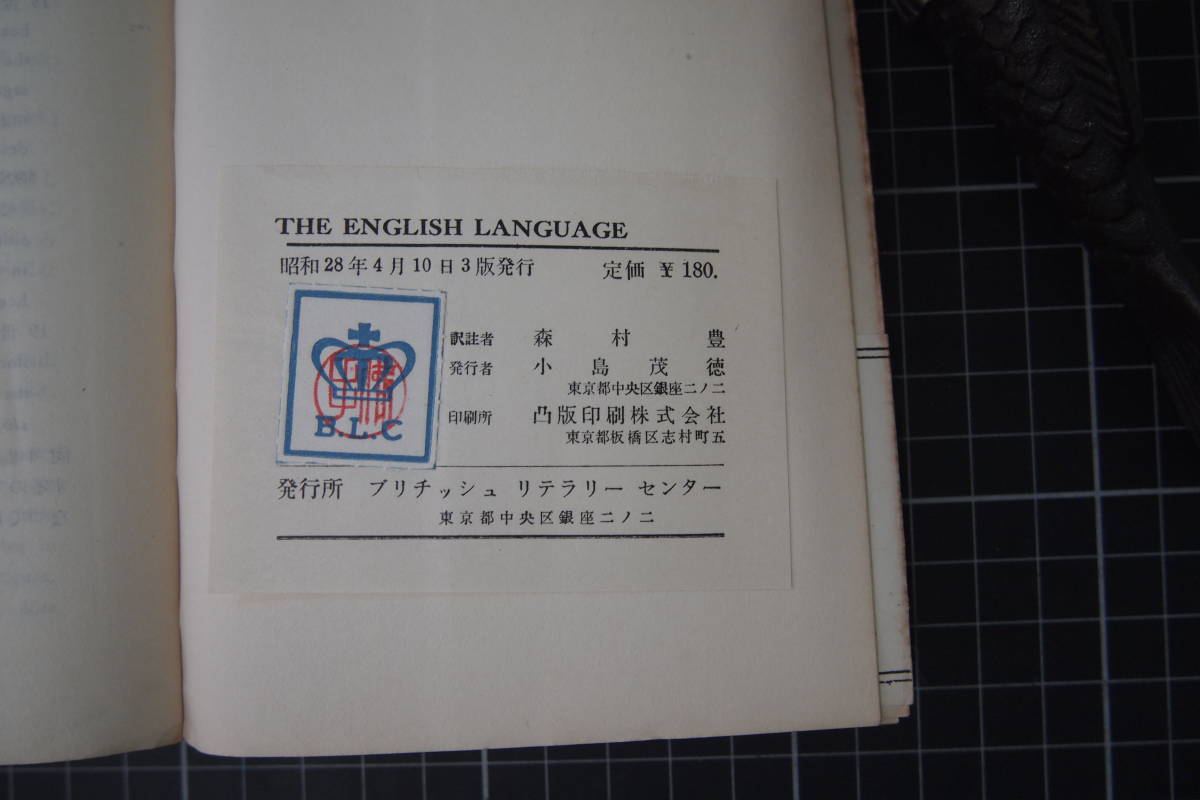 THE ENGLISH LANGUAGE
昭和28年4月10日3版発行 定価 ¥180.
訳註者 森村豊
発行者 小島茂徳
東京都中央区銀座二ノ二
印刷所 凸版印刷株式会社
東京都板橋区志村町五
B.L.C
発行所 ブリチッシュ リテラリー センター
東京都中央区銀座二ノ二